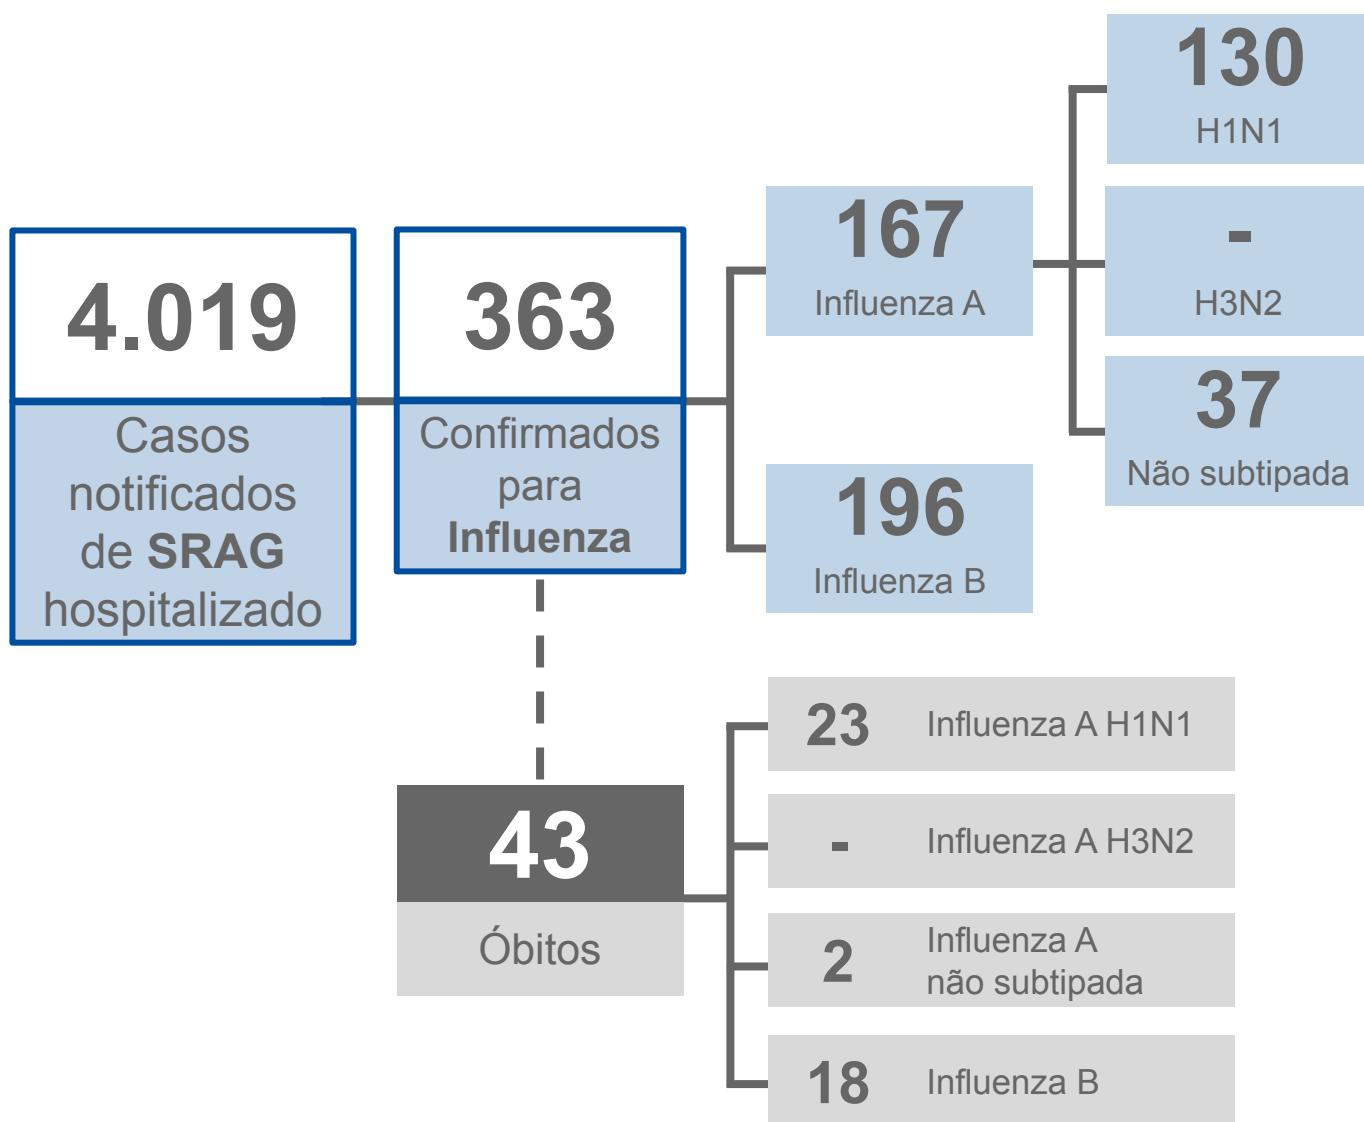 4.019
Casos
notificados
de SRAG
hospitalizado
363
Confirmados
para
Influenza
167
Influenza A
196
Influenza B
130
H1N1
-
H3N2
37
Não subtipada
43
Óbitos
23 Influenza A H1N1
- Influenza A H3N2
2 Influenza A
não subtipada
18 Influenza B